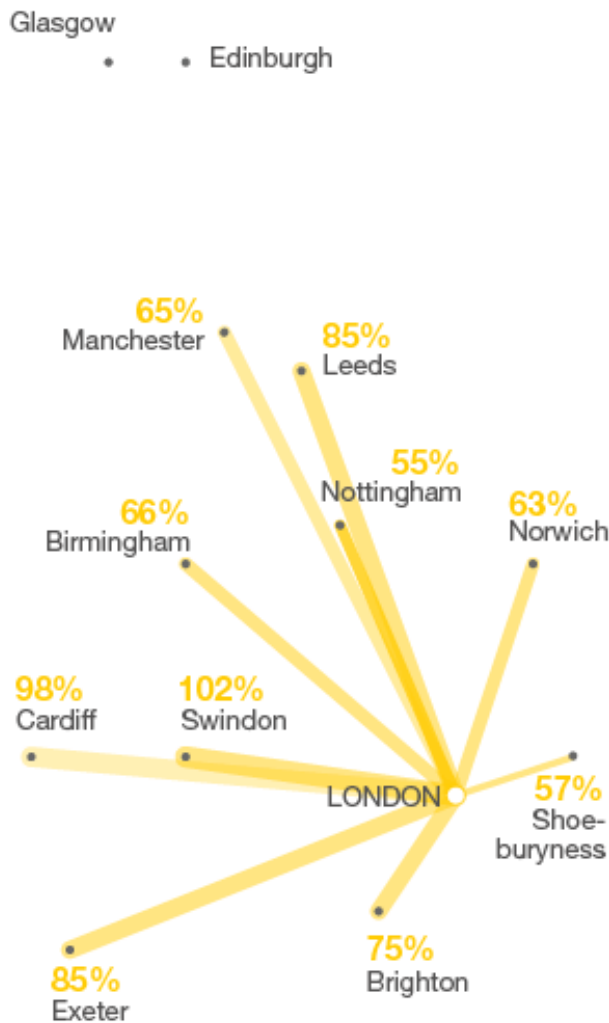 Glasgow
Edinburgh
65%
Manchester
85%
Leeds
55%
Nottingham
63%
Norwich
66%
Birmingham
98%
Cardiff
102%
Swindon
LONDON
57%
Shoe-
buryness
75%
Brighton
85%
Exeter